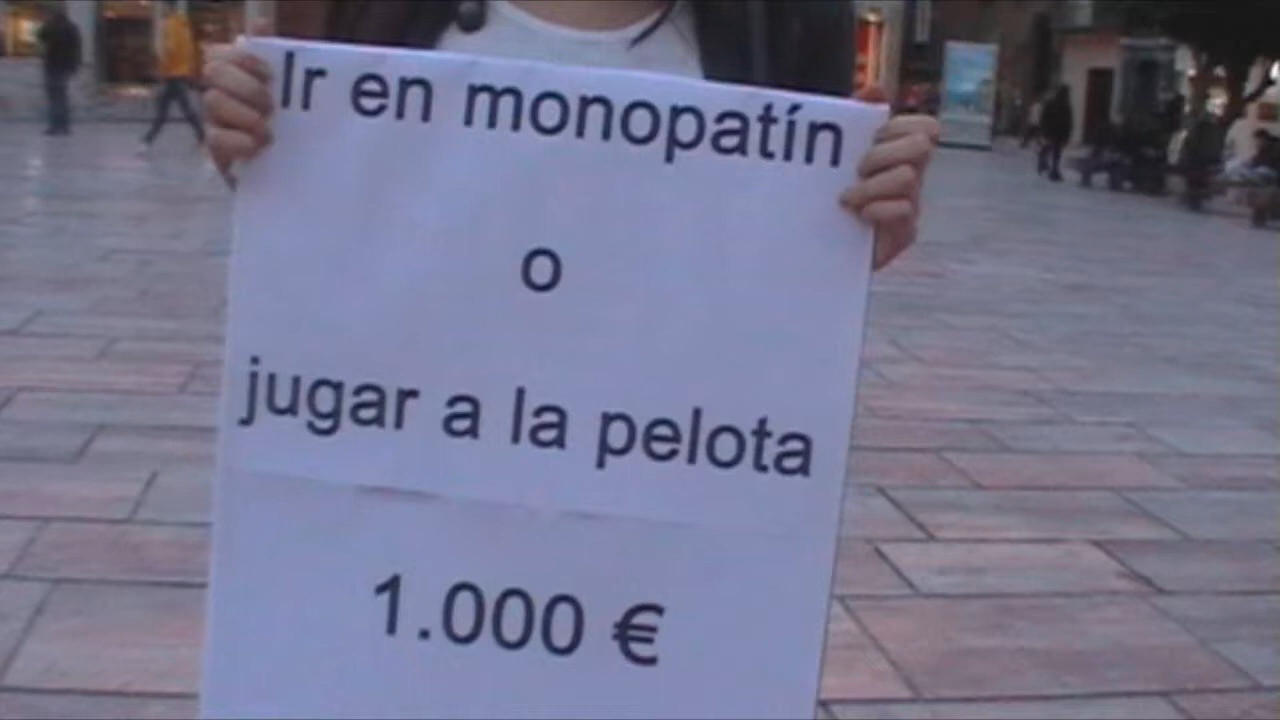 Ir en monopatín
o
jugar a la pelota
1.000 €